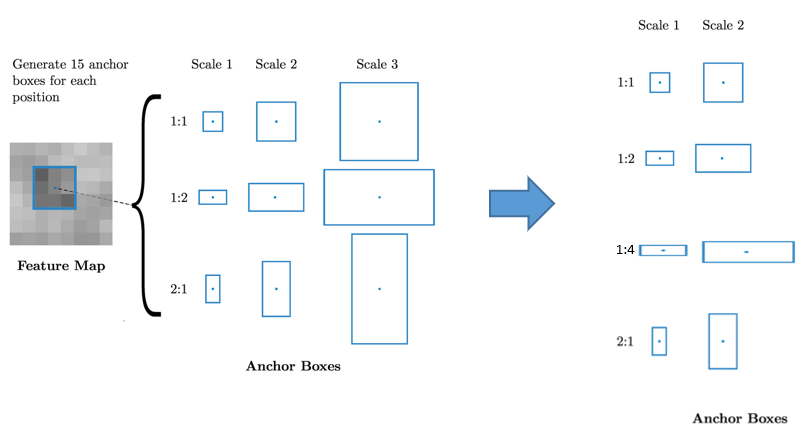 Generate 15 anchor
boxes for each
position
Feature Map
Scale 1 Scale 2 Scale 3
1:1
1:2
2:1
Anchor Boxes
Scale 1 Scale 2
1:1
1:2
1:4
2:1
Anchor Boxes